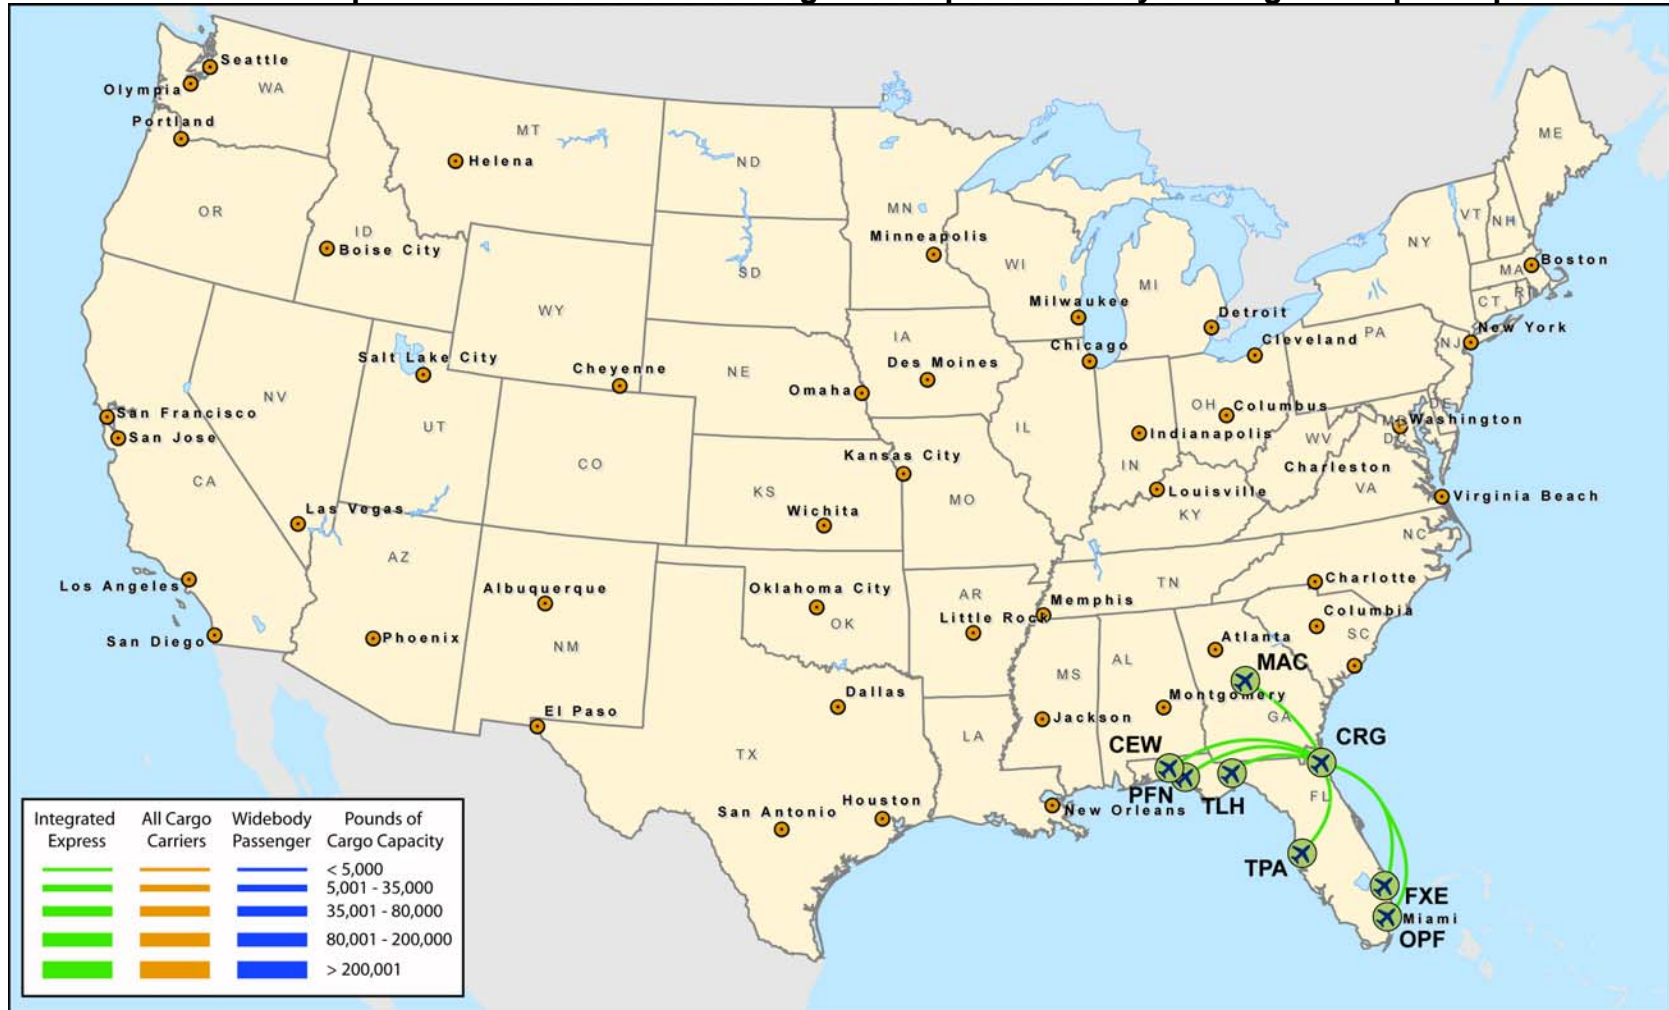 Seattle
WA
Olympia
Portland
MT
Helena
ND
ME
OR
ID
Boise City
MN
Minneapolis
SD
WI
MI
VT
NH
NY
MA
Boston
CT
RI
WY
Milwaukee
Detroit
IA
Chicago
Cleveland
PA
NJ
New York
Salt Lake City
Cheyenne
NE
Des Moines
Omaha
NV
UT
San Francisco
San Jose
CO
IL
OH
Columbus
Indianapolis
IN
WV
MD
DE
DC
Washington
Kansas City
Charleston
VA
Virginia Beach
CA
KS
Wichita
MO
Louisville
KY
Las Vegas
NC
AZ
Los Angeles
Albuquerque
Oklahoma City
OK
AR
Little Rock
TN
Memphis
Charlotte
Columbia
SC
San Diego
Phoenix
NM
MS
AL
Atlanta
MAC
Dallas
Montgomery
GA
El Paso
Jackson
TX
LA
CEW
CRG
PFN
TLH
FL
San Antonio
Houston
New Orleans
TPA
FXE
Miami
OPF
Integrated Express
All Cargo Carriers
Widebody Passenger
Pounds of Cargo Capacity
< 5,000
5,001 - 35,000
35,001 - 80,000
80,001 - 200,000
> 200,001